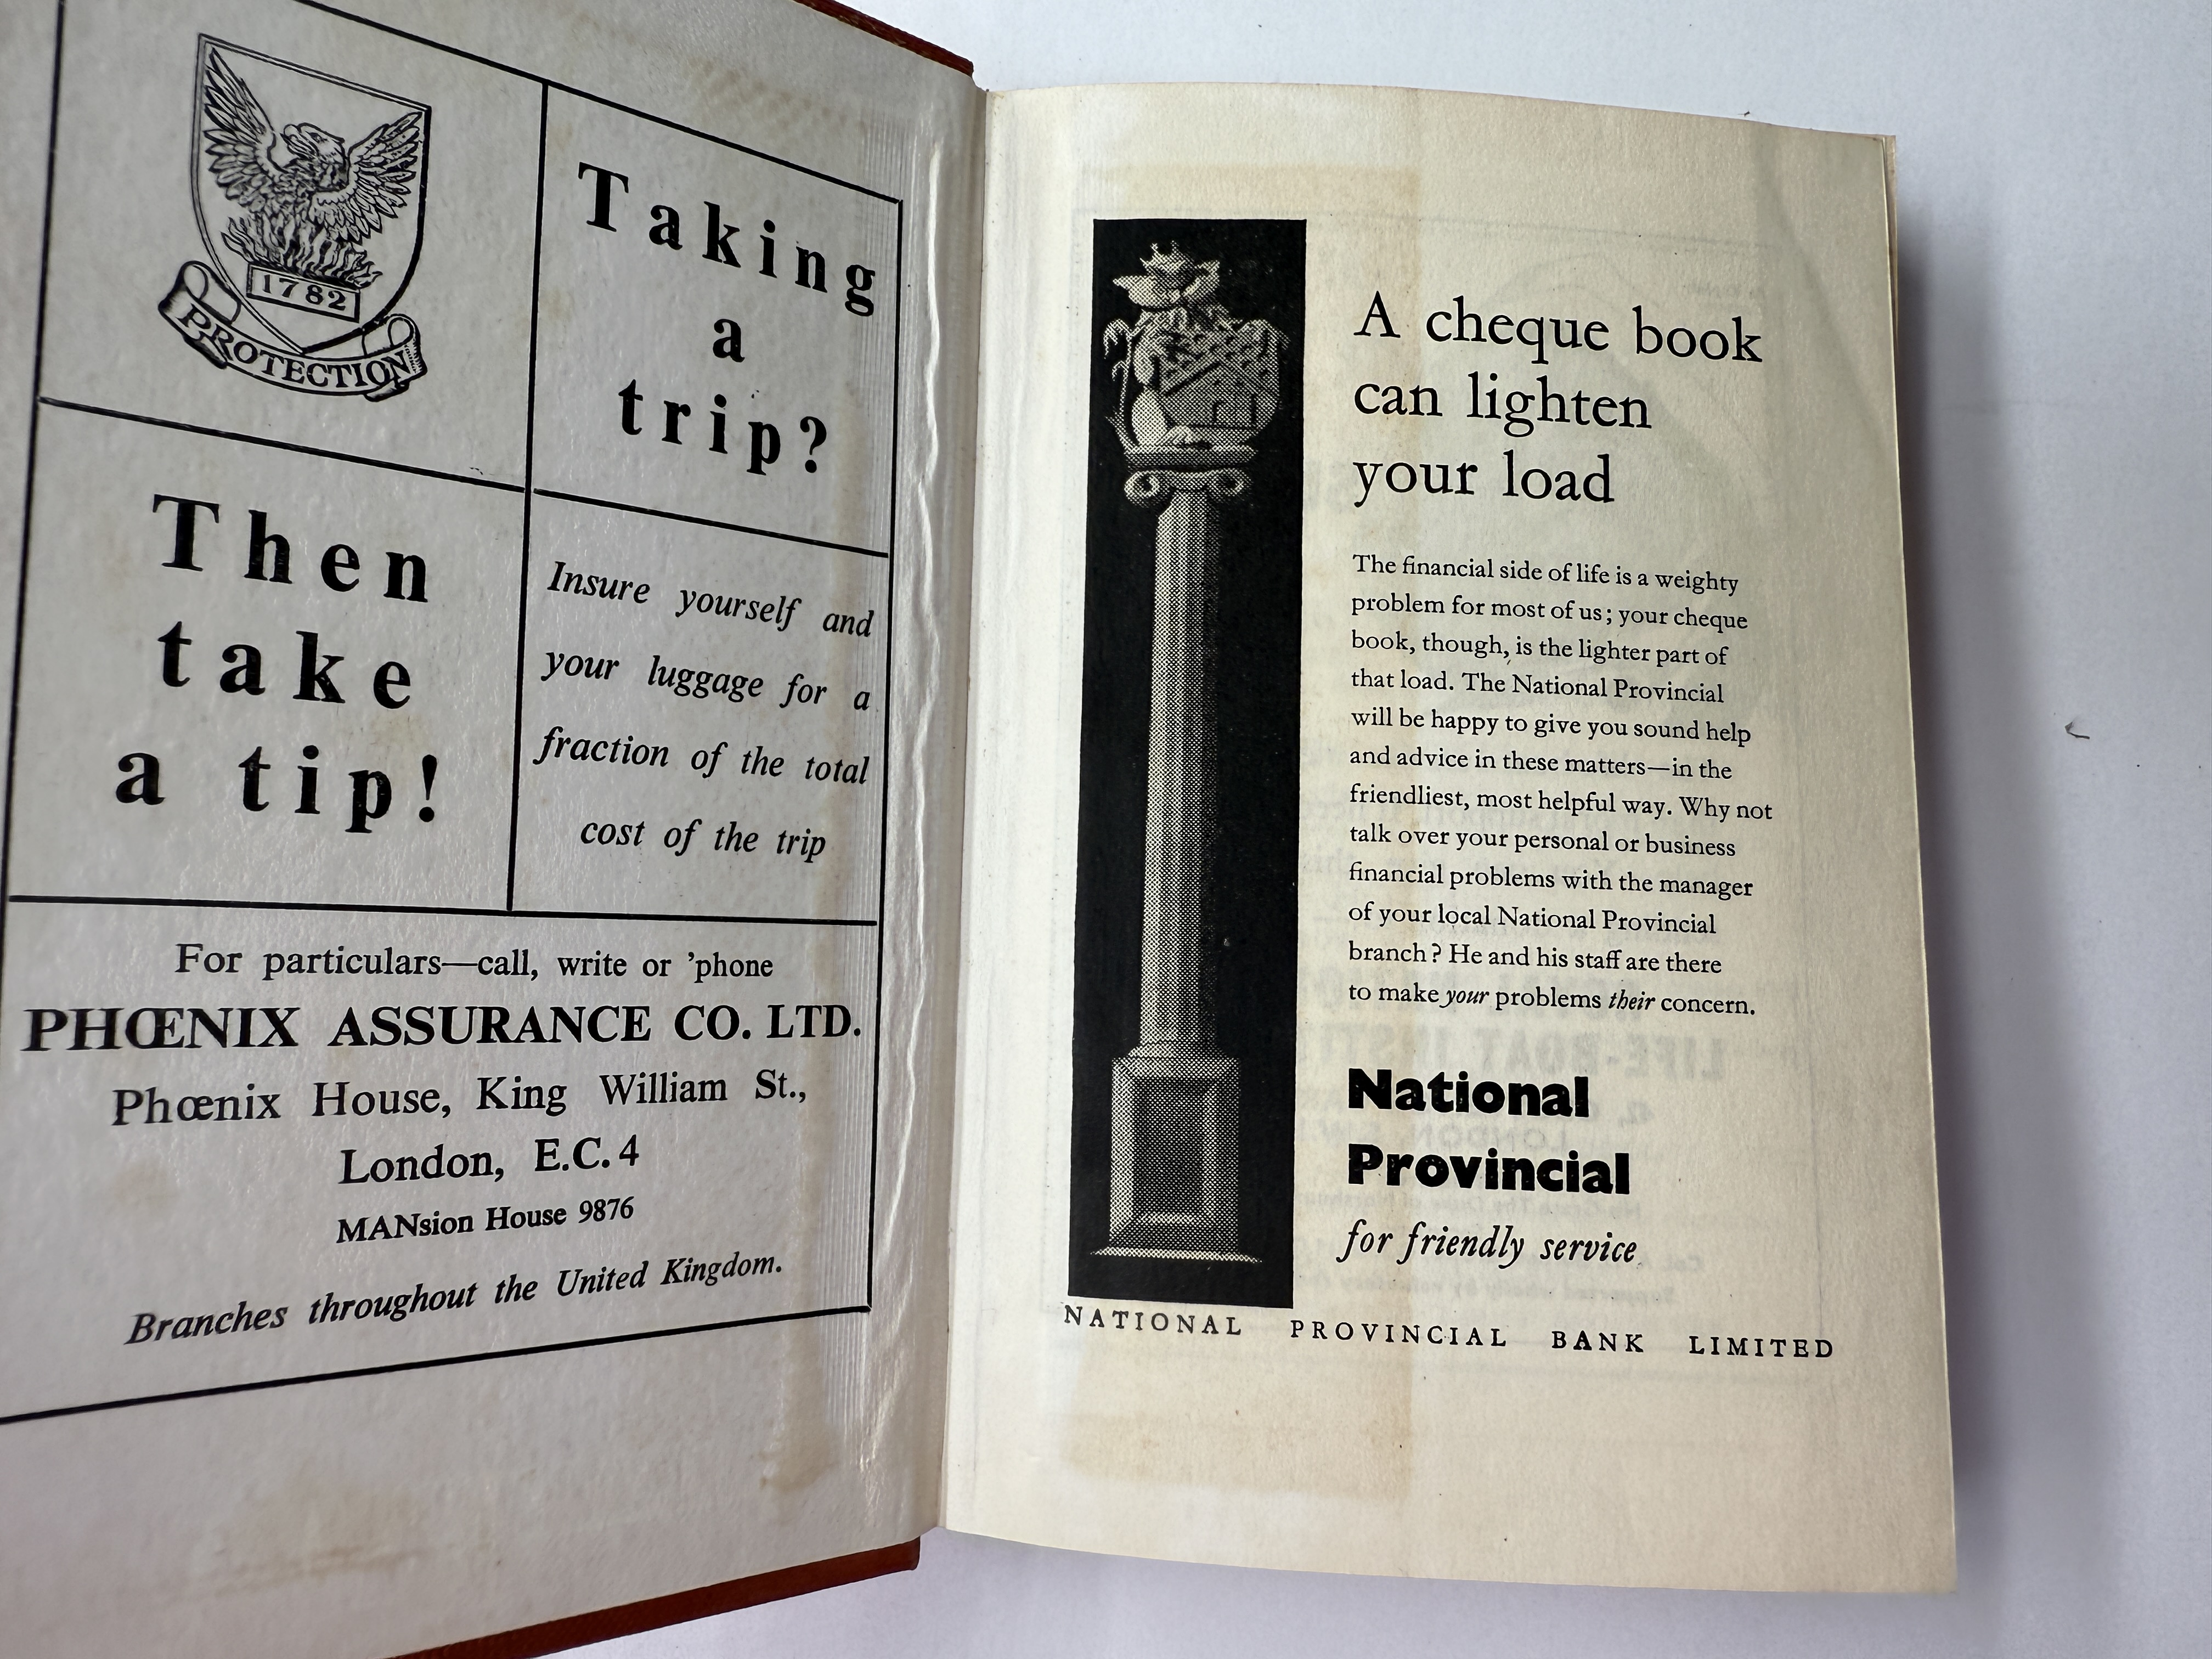 1782
PROTECTION
Taking
a
trip?
Then
take
a tip!
Insure yourself and
your luggage for a
fraction of the total
cost of the trip
For particulars—call, write or 'phone
PHŒNIX ASSURANCE CO. LTD.
Phœnix House, King William St.,
London, E.C.4
MANsion House 9876
Branches throughout the United Kingdom.
A cheque book
can lighten
your load
The financial side of life is a weighty
problem for most of us; your cheque
book, though, is the lighter part of
that load. The National Provincial
will be happy to give you sound help
and advice in these matters—in the
friendliest, most helpful way. Why not
talk over your personal or business
financial problems with the manager
of your local National Provincial
branch? He and his staff are there
to make your problems their concern.
National
Provincial
for friendly service
NATIONAL PROVINCIAL BANK LIMITED